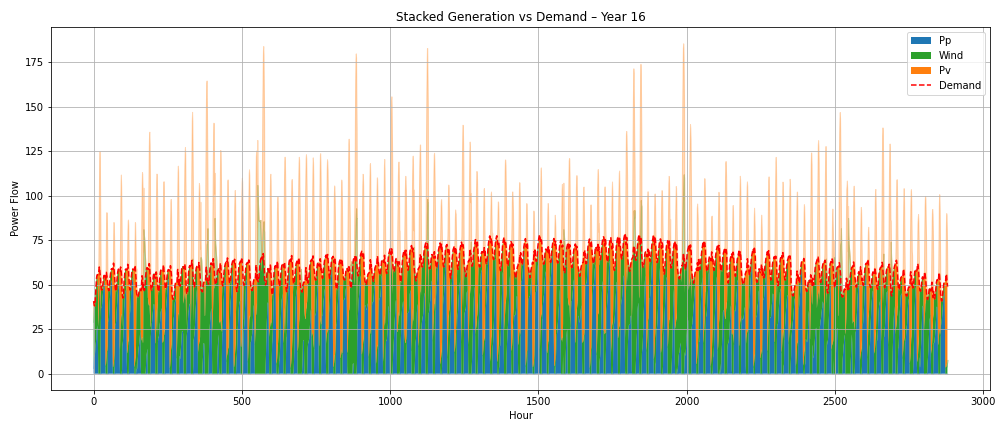 Stacked Generation vs Demand – Year 16
Power Flow
175
150
125
100
75
50
25
0
0
500
1000
1500
2000
2500
3000
Hour
Pp
Wind
Pv
Demand